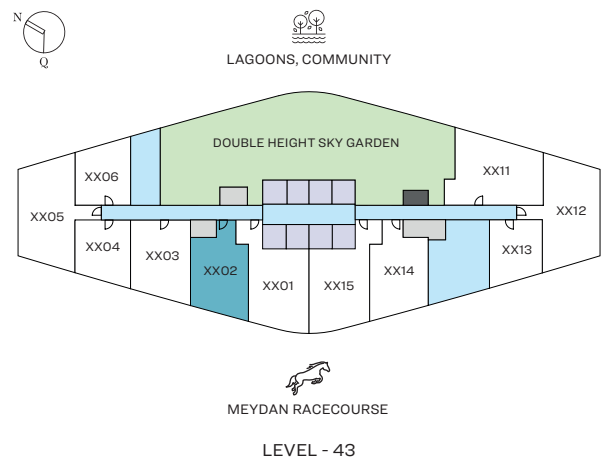 N
Q
LAGOONS, COMMUNITY
DOUBLE HEIGHT SKY GARDEN
XX06
XX11
XX05
XX12
XX04
XX03
XX02
XX01
XX15
XX14
XX13
MEYDAN RACECOURSE
LEVEL - 43